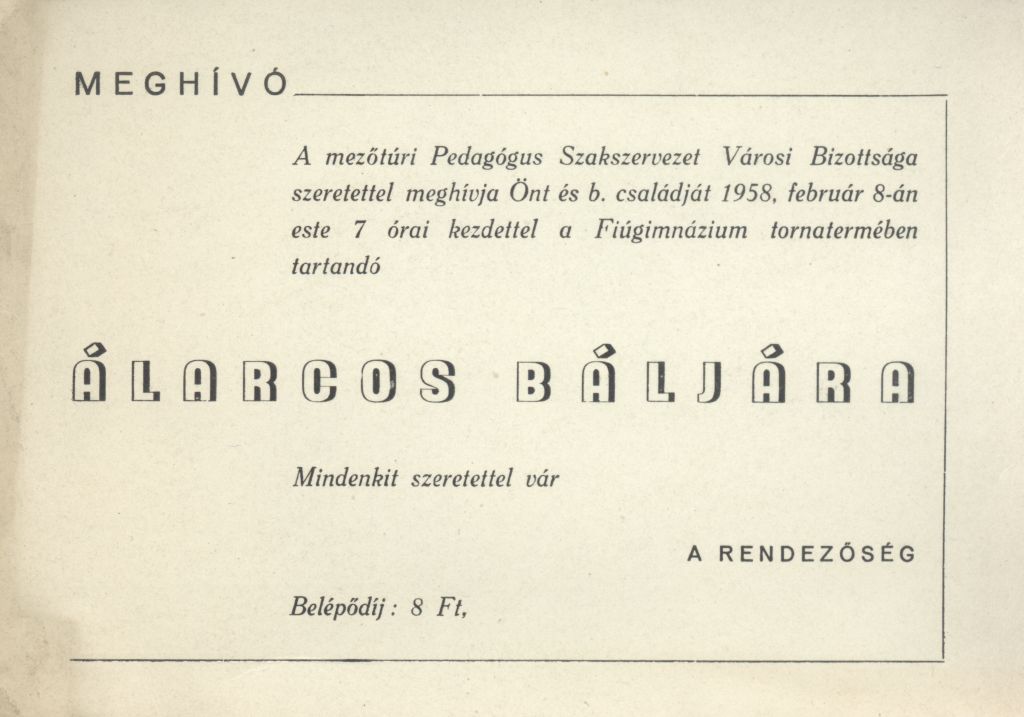 MEGHÍVÓ
A mezőtúri Pedagógus Szakszervezet Városi Bizottsága
szeretettel meghívja Önt és b. családját 1958, február 8-án
este 7 órai kezdettel a Fiúgimnázium tornatermében
tartandó
ÁLARCOS BÁLJÁRA
Mindenkit szeretettel vár
A RENDEZŐSÉG
Belépődíj: 8 Ft,